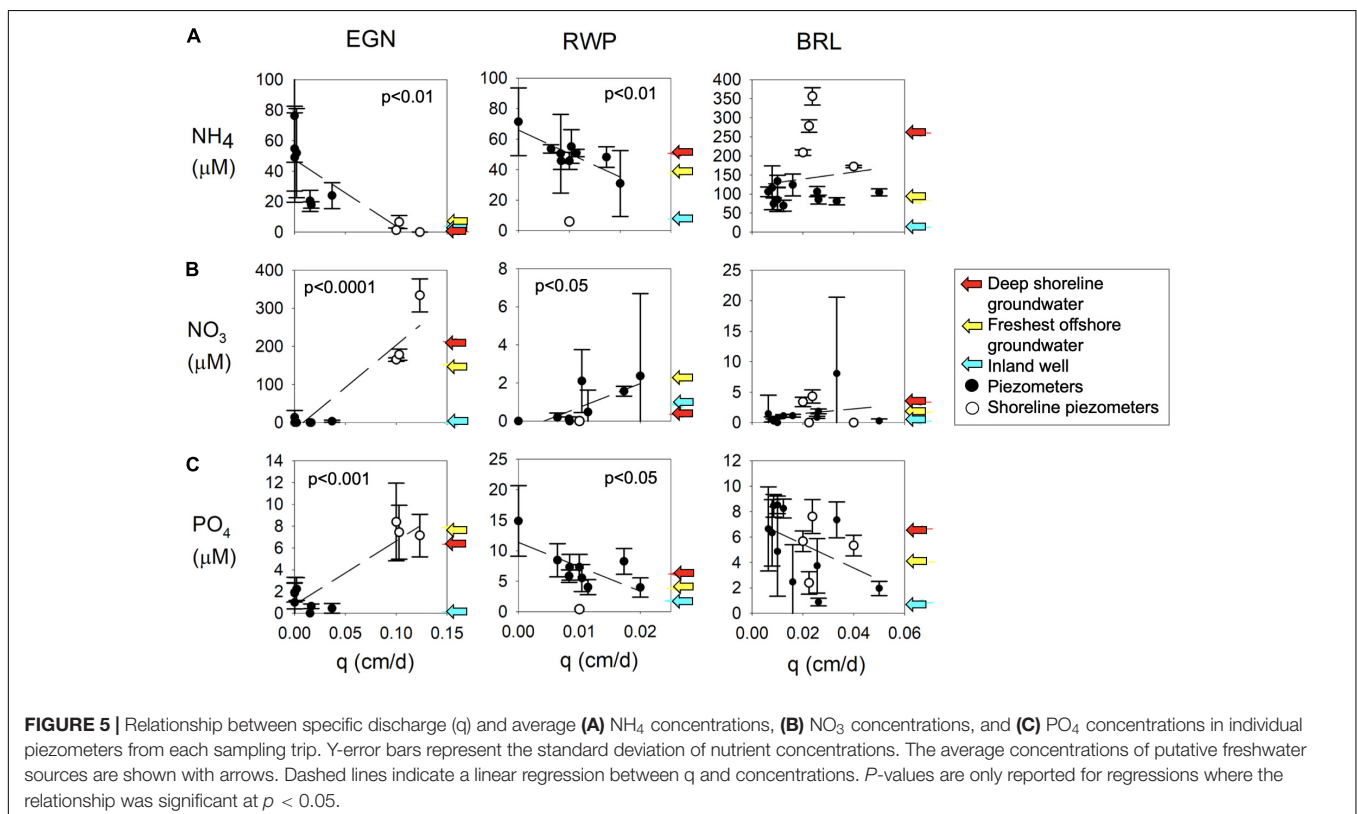 A
EGN
RWP
BRL
NH4
(μM)
100
80
60
40
20
0
p<0.01
100
80
60
40
20
0
p<0.01
400
350
300
250
200
150
100
50
0
B
NO3
(μM)
400
300
200
100
0
p<0.0001
8
6
4
2
0
p<0.05
25
20
15
10
5
0
Deep shoreline
groundwater
Freshest offshore
groundwater
Inland well
Piezometers
Shoreline piezometers
C
PO4
(μM)
14
12
10
8
6
4
2
0
p<0.001
0.00 0.05 0.10 0.15
q (cm/d)
25
20
15
10
5
0
p<0.05
0.00 0.01 0.02
q (cm/d)
12
10
8
6
4
2
0
0.00 0.02 0.04 0.06
q (cm/d)
FIGURE 5 | Relationship between specific discharge (q) and average (A) NH4 concentrations, (B) NO3 concentrations, and (C) PO4 concentrations in individual
piezometers from each sampling trip. Y-error bars represent the standard deviation of nutrient concentrations. The average concentrations of putative freshwater
sources are shown with arrows. Dashed lines indicate a linear regression between q and concentrations. P-values are only reported for regressions where the
relationship was significant at p < 0.05.